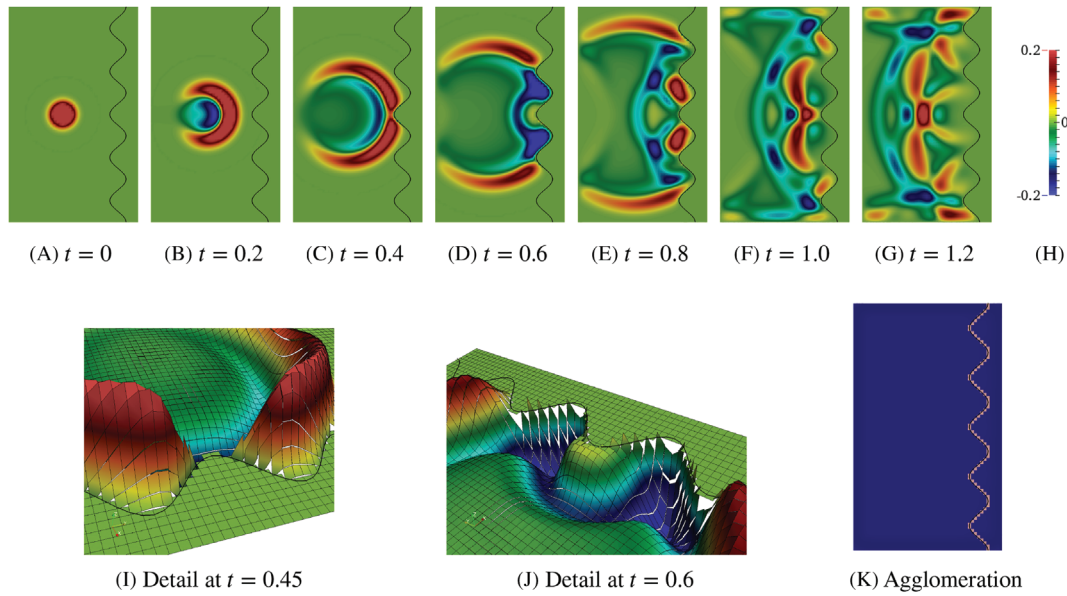 0.2
0
-0.2
(A) t = 0
(B) t = 0.2
(C) t = 0.4
(D) t = 0.6
(E) t = 0.8
(F) t = 1.0
(G) t = 1.2
(H)
(I) Detail at t = 0.45
(J) Detail at t = 0.6
(K) Agglomeration